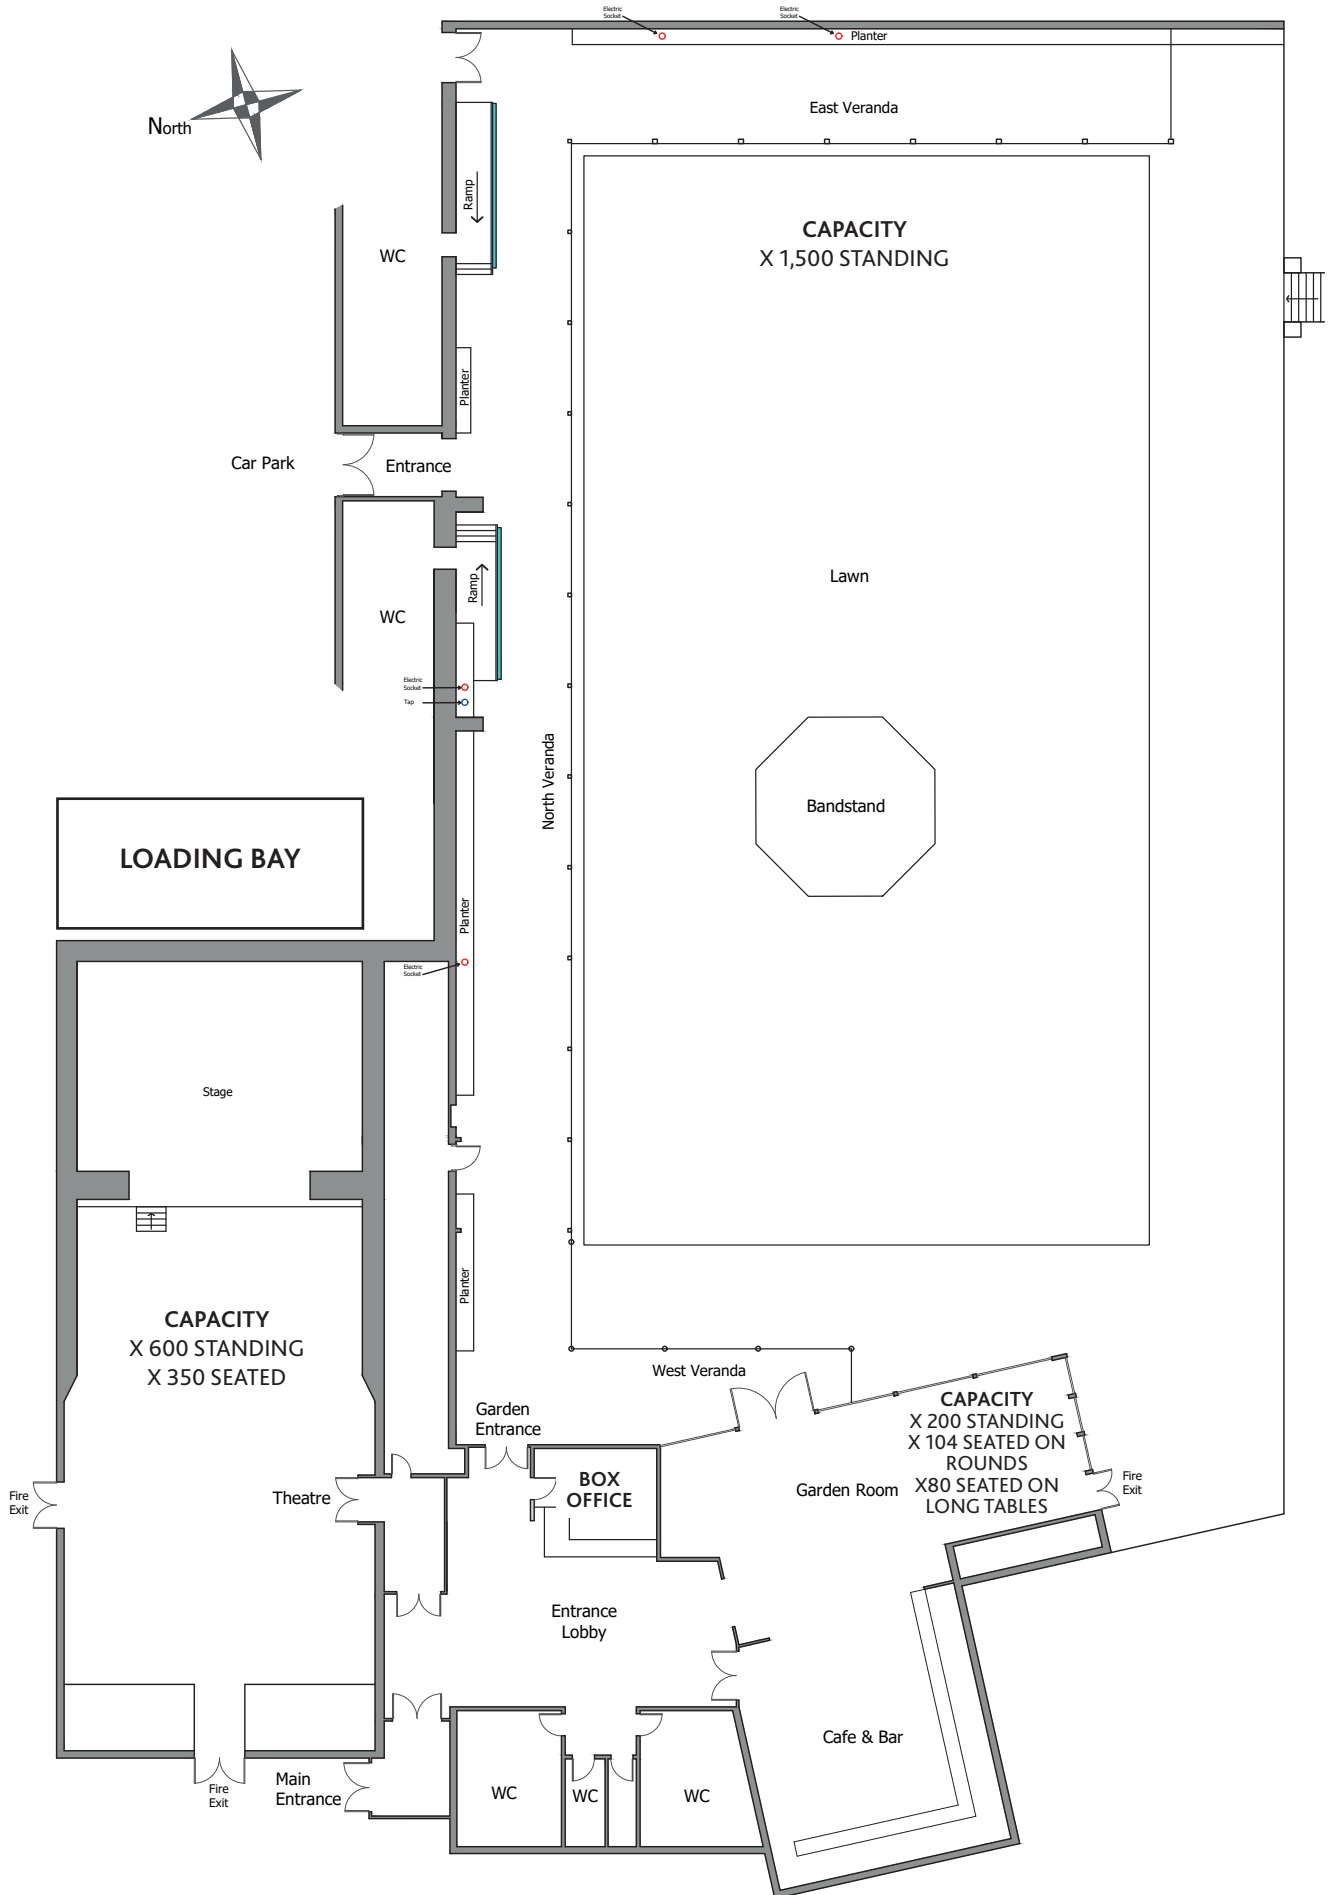 Electric
Socket
Electric
Socket
Planter
East Veranda
North
Ramp
CAPACITY
X 1,500 STANDING
WC
Planter
Car Park
Entrance
Lawn
Ramp
WC
Electric
Socket
Tap
North Veranda
Bandstand
LOADING BAY
Planter
Electric
Socket
Stage
CAPACITY
X 600 STANDING
X 350 SEATED
Planter
West Veranda
Garden
Entrance
CAPACITY
X 200 STANDING
X 104 SEATED ON
ROUNDS
X80 SEATED ON
LONG TABLES
Garden Room
Fire
Exit
BOX
OFFICE
Theatre
Fire
Exit
Entrance
Lobby
Cafe & Bar
Main
Entrance
Fire
Exit
WC
WC
WC